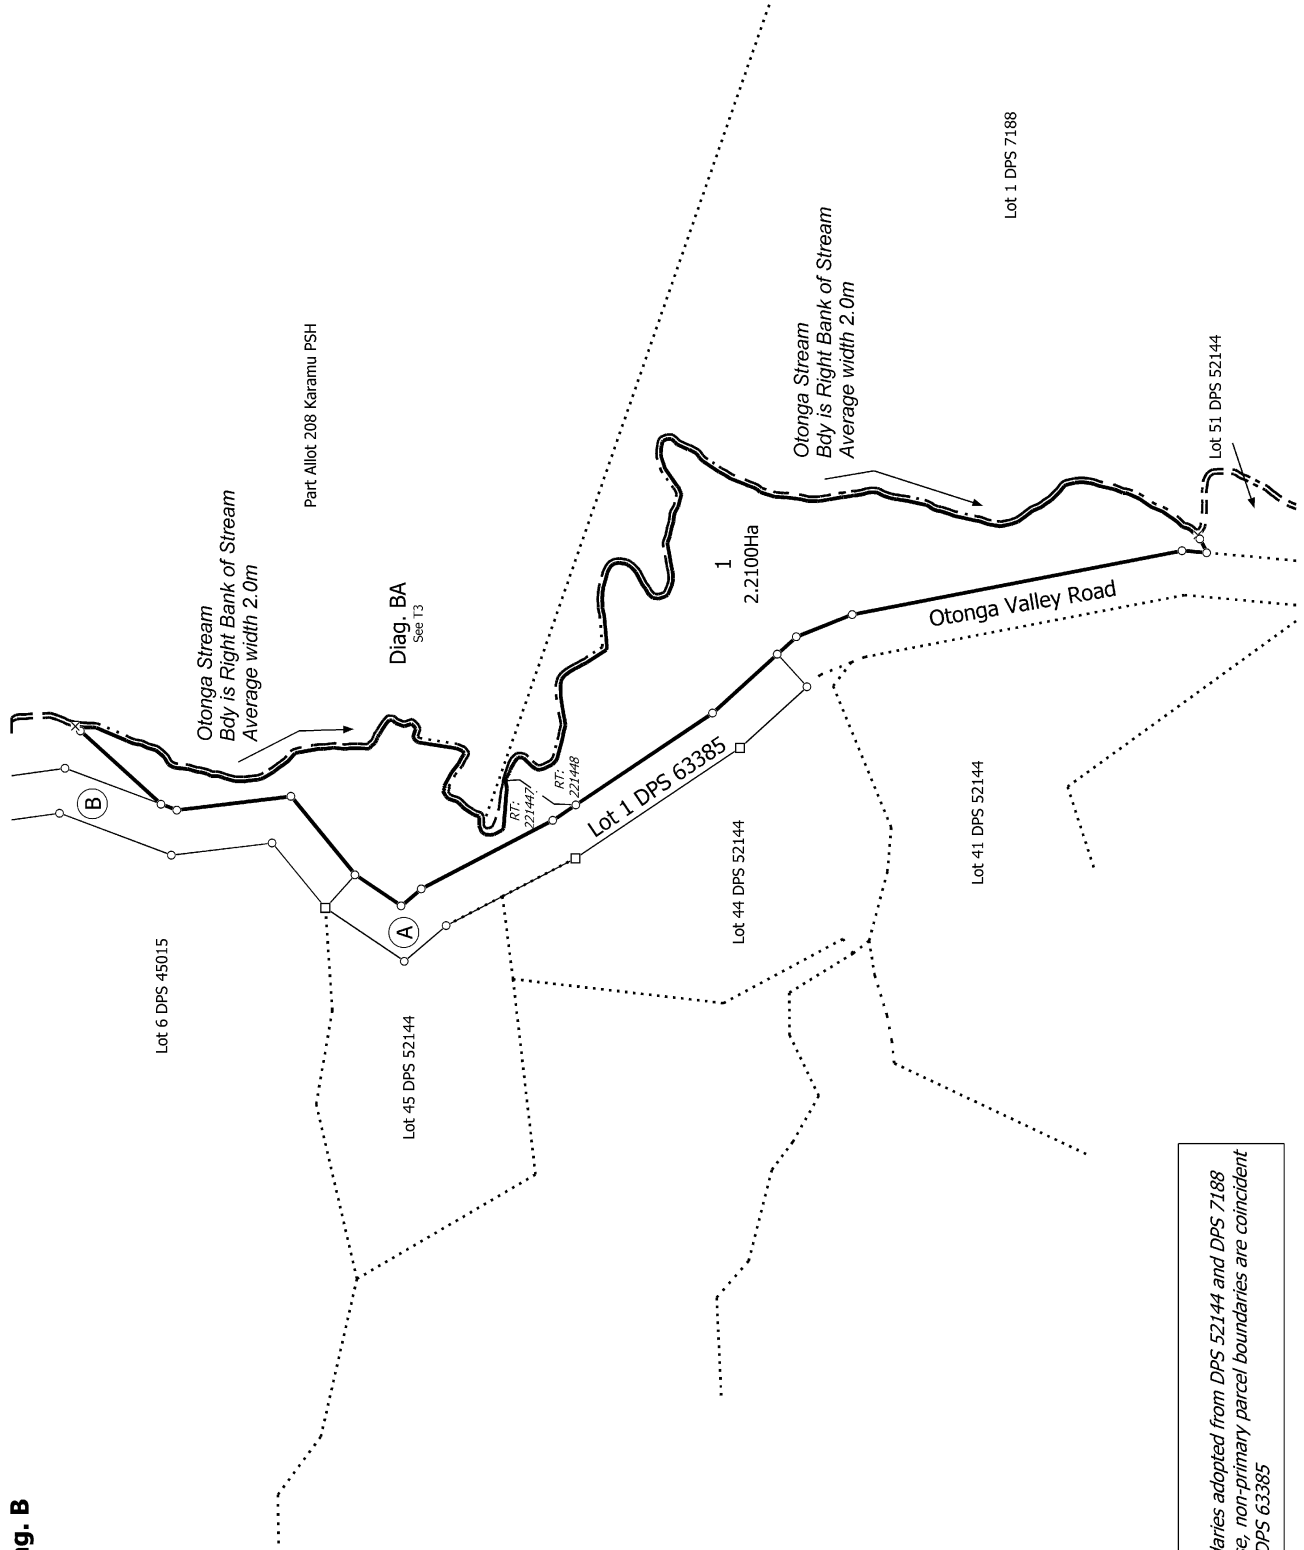 ng. B
Lot 6 DPS 45015
B
A
Otonga Stream
Bdy is Right Bank of Stream
Average width 2.0m
Part Allot 208 Karamu PSH
Diag. BA
See T3
Lot 45 DPS 52144
RT:
221447
RT:
221448
Lot 1 DPS 63385
Lot 44 DPS 52144
1
2.2100Ha
Otonga Stream
Bdy is Right Bank of Stream
Average width 2.0m
Otonga Valley Road
Lot 41 DPS 52144
Lot 1 DPS 7188
Lot 51 DPS 52144
laries adopted from DPS 52144 and DPS 7188
e, non-primary parcel boundaries are coincident
DPS 63385